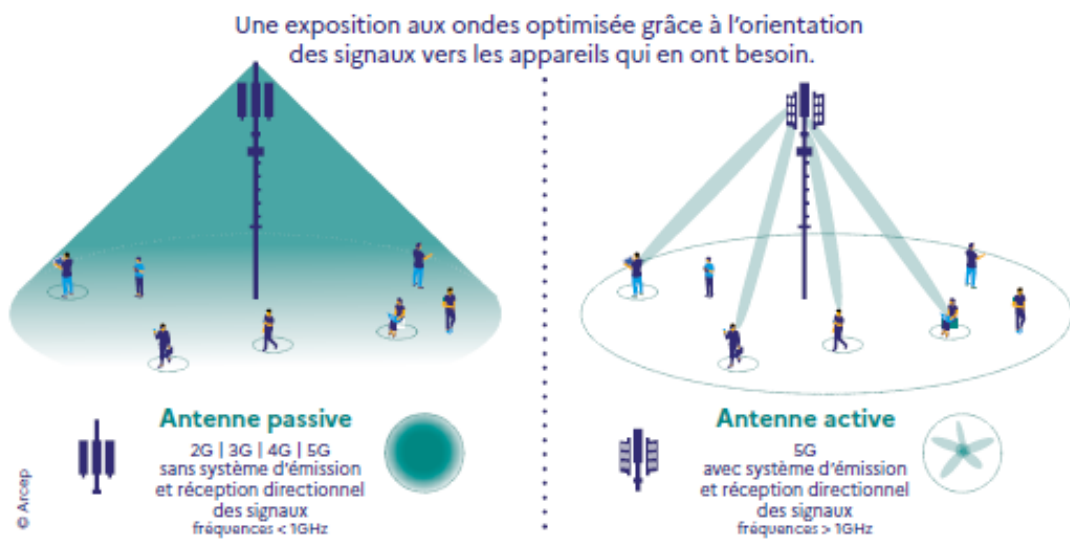 Une exposition aux ondes optimisée grâce à l'orientation
des signaux vers les appareils qui en ont besoin.
Antenne passive
2G | 3G | 4G | 5G
sans système d'émission
et réception directionnel
des signaux
fréquences < 1GHz
Antenne active
5G
avec système d'émission
et réception directionnel
des signaux
fréquences > 1GHz
© Arcep